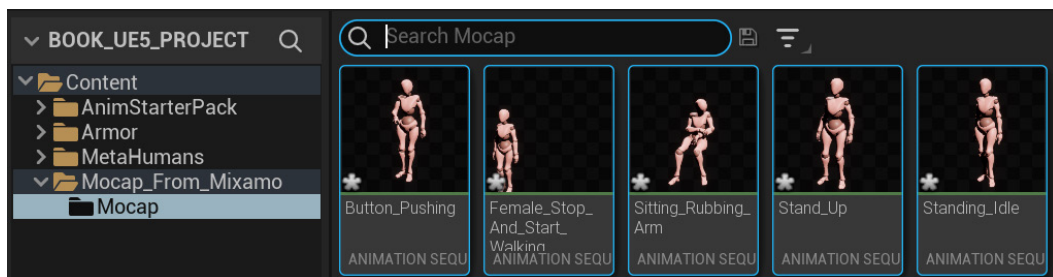 BOOK_UE5_PROJECT
Content
AnimStarterPack
Armor
MetaHumans
Mocap_From_Mixamo
Mocap
Search Mocap
Button_Pushing
ANIMATION SEQU
Female_Stop_
And_Start_
Walking
ANIMATION SEQU
Sitting_Rubbing_
Arm
ANIMATION SEQU
Stand_Up
ANIMATION SEQU
Standing_Idle
ANIMATION SEQU